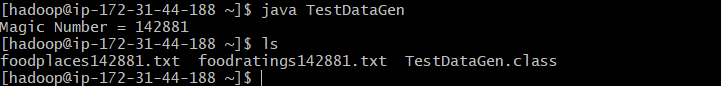 [hadoop@ip-172-31-44-188 ~]$ java TestDataGen
Magic Number = 142881
[hadoop@ip-172-31-44-188 ~]$ ls
foodplaces142881.txt  foodratings142881.txt  TestDataGen.class
[hadoop@ip-172-31-44-188 ~]$